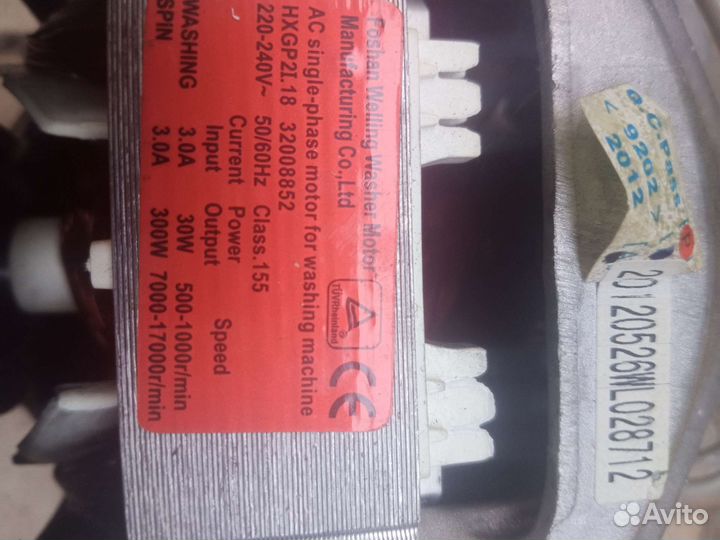 Foshan Welling Washer Motor
Manufacturing Co.,Ltd
AC single-phase motor for washing machine
HXGP2I.18 32008852
220-240V~ 50/60Hz Class.155
Current Power Speed
Input Output
WASHING 3.0A 30W 500-1000r/min
SPIN 3.0A 300W 7000-17000r/min
TÜVRheinland
CE
Q-C-Pass
< 9202 >
2012
20120526WL028712
Avito